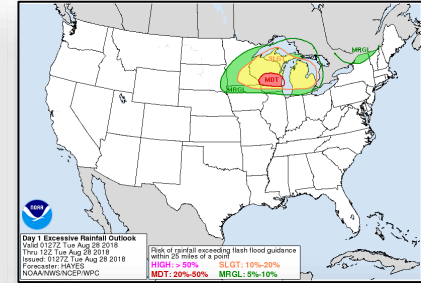 MRGL
SLGT
MDT
MRGL
NOAA
Day 1 Excessive Rainfall Outlook
Valid 0127Z Tue Aug 28 2018
Thru 12Z Tue Aug 28 2018
Issued: 0127Z Tue Aug 28 2018
Forecaster: HAYES
NOAA/NWS/NCEP/WPC
Risk of rainfall exceeding flash flood guidance
within 25 miles of a point
HIGH: > 50% SLGT: 10%-20%
MDT: 20%-50% MRGL: 5%-10%